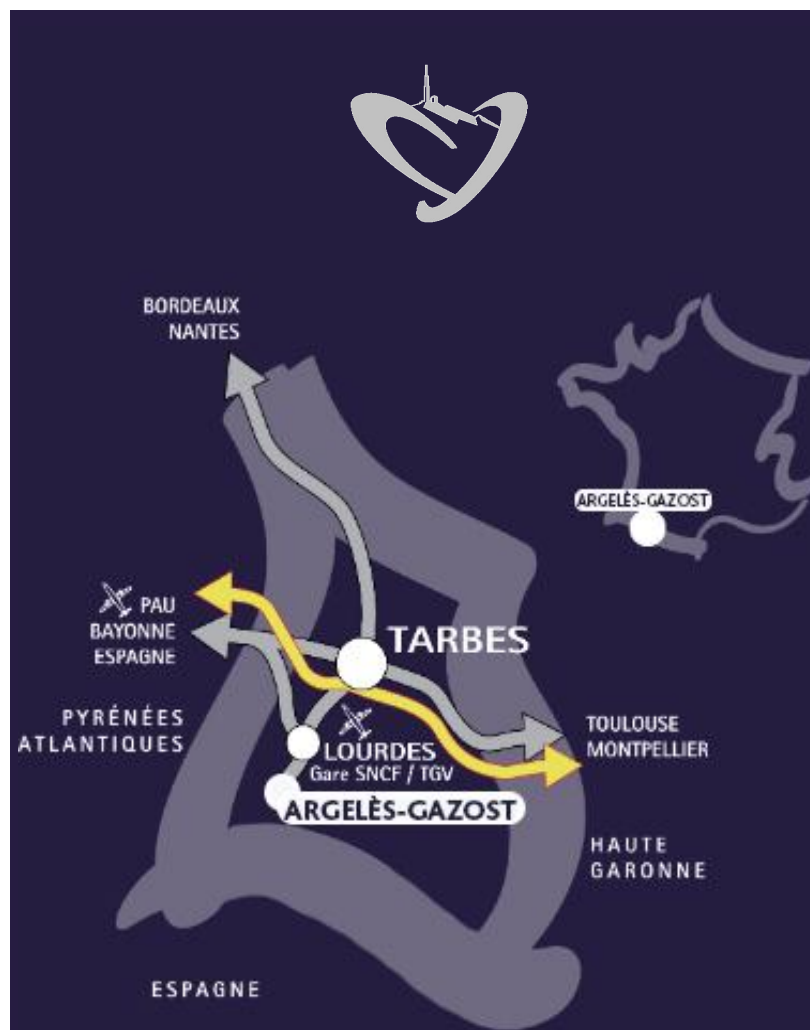 BORDEAUX
NANTES
ARGELÈS-GAZOST
PAU
BAYONNE
ESPAGNE
TARBES
PYRÉNÉES
ATLANTIQUES
TOULOUSE
MONTPELLIER
LOURDES
Gare SNCF / TGV
ARGELÈS-GAZOST
HAUTE
GARONNE
ESPAGNE